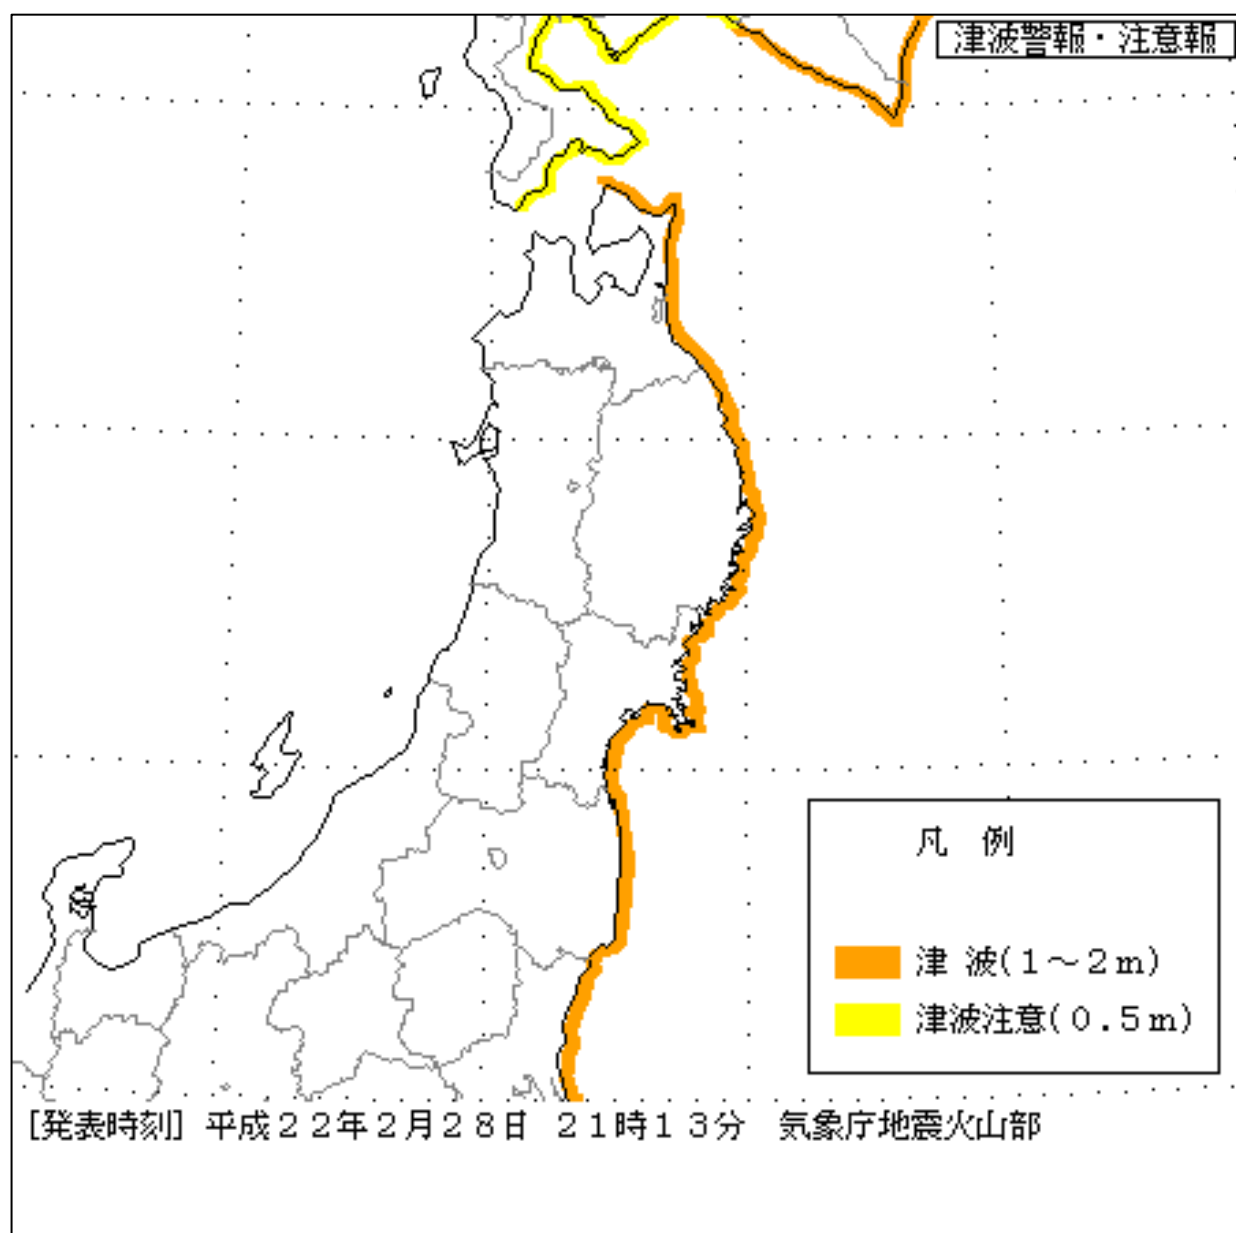 津波警報・注意報
凡 例
津 波(１～２ｍ)
津波注意(０.５ｍ)
[発表時刻] 平成２２年２月２８日 ２１時１３分 気象庁地震火山部